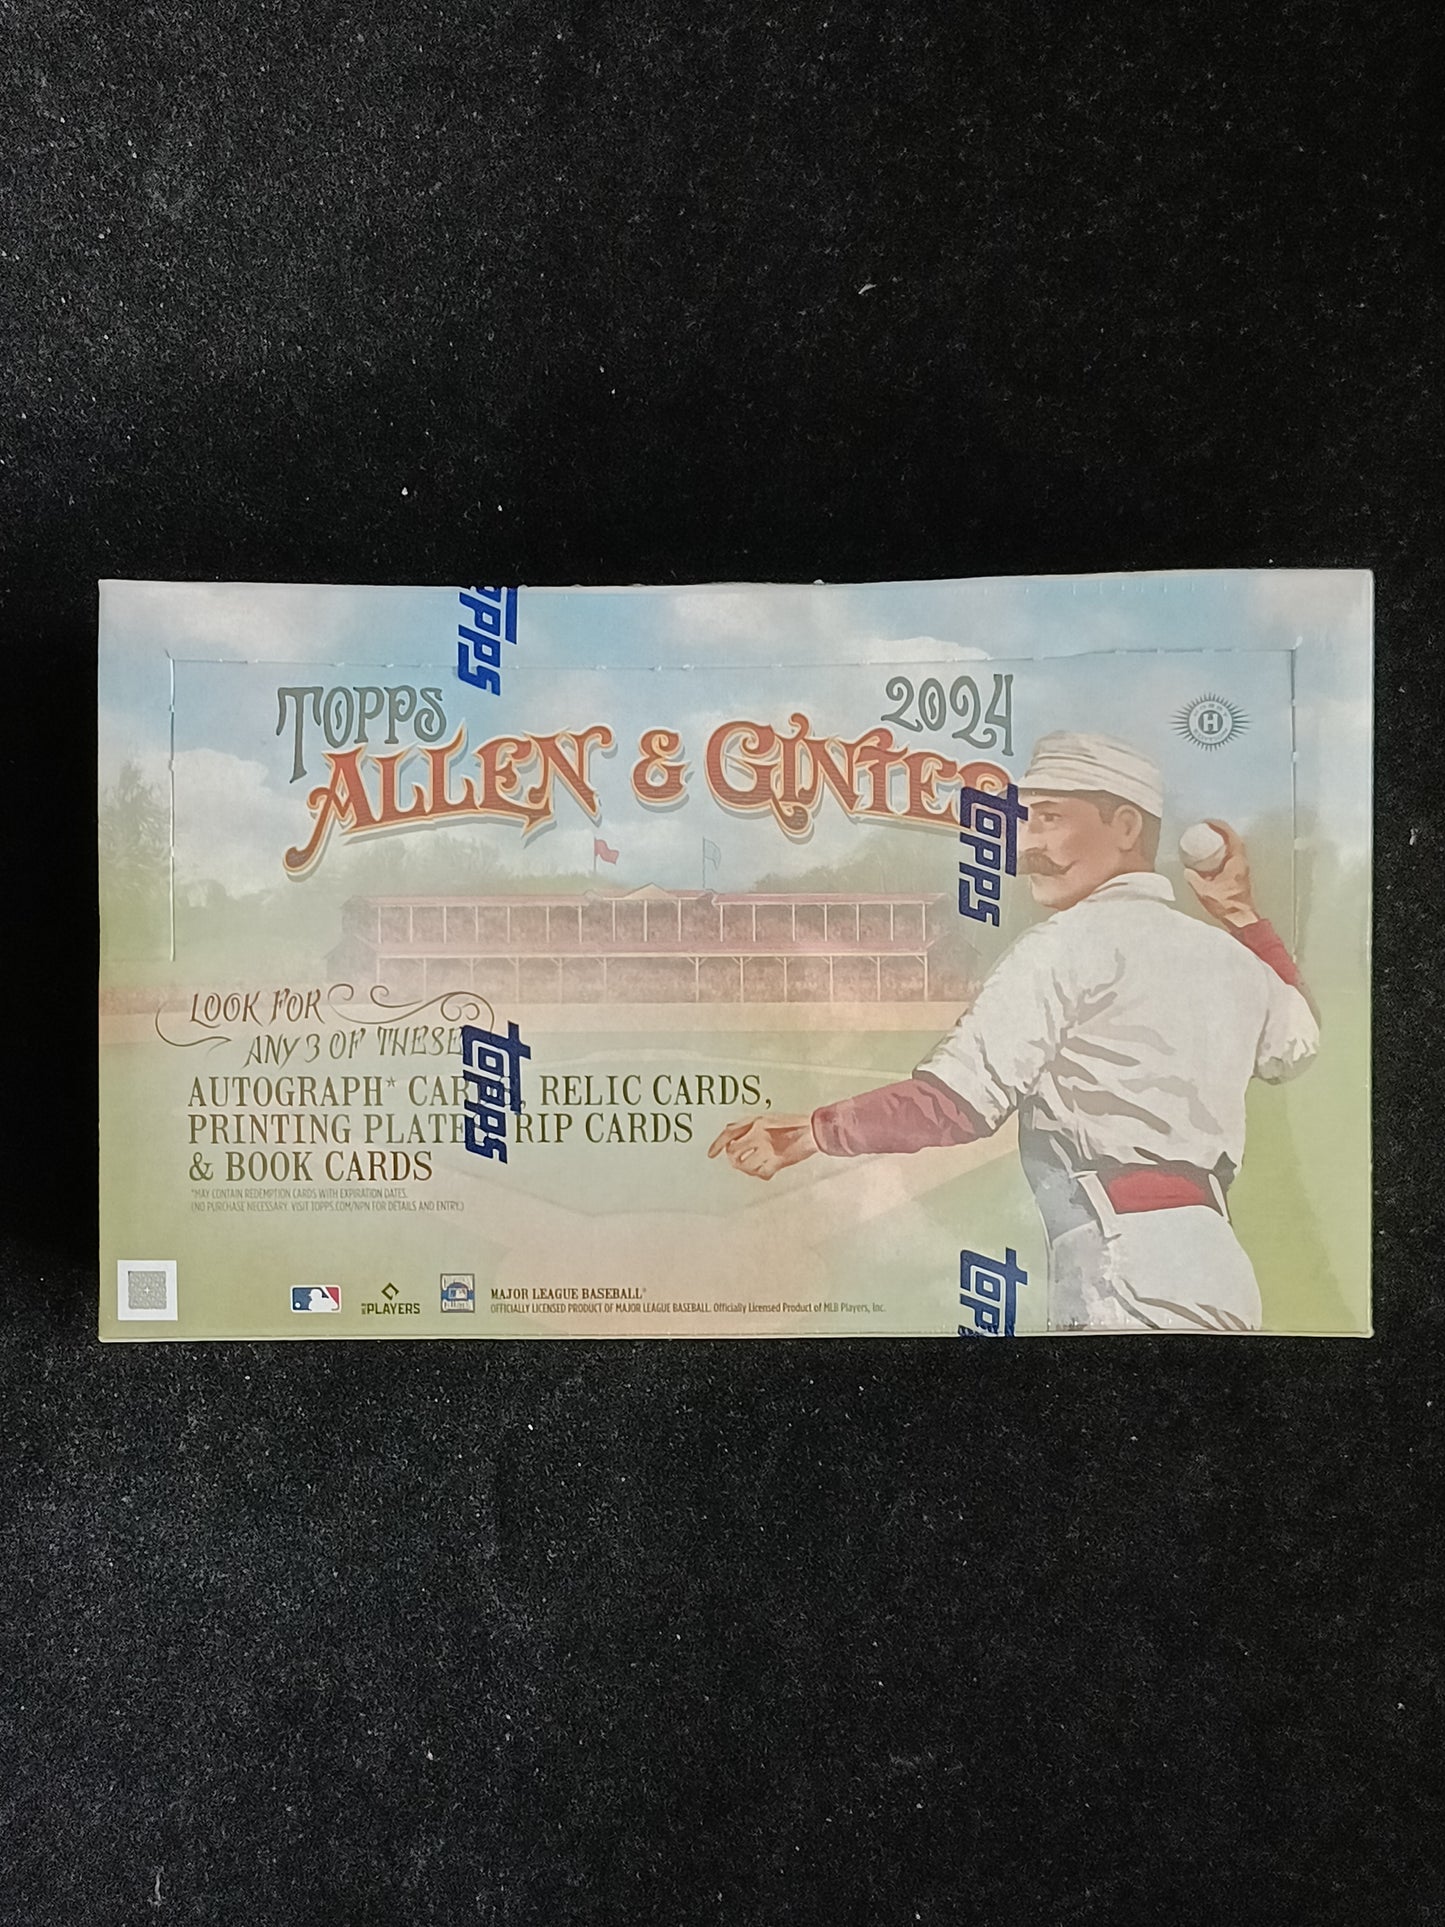 TOPPS
2024
ALLEN & GINTER
H
topps
topps
LOOK FOR
ANY 3 OF THESE
AUTOGRAPH* CARDS, RELIC CARDS,
PRINTING PLATES, RIP CARDS
& BOOK CARDS
topps
*MAY CONTAIN REDEMPTION CARDS WITH EXPIRATION DATES.
(NO PURCHASE NECESSARY. VISIT TOPPS.COM/NPN FOR DETAILS AND ENTRY.)
topps
PLAYERS
MAJOR LEAGUE BASEBALL®
OFFICIALLY LICENSED PRODUCT OF MAJOR LEAGUE BASEBALL. Officially Licensed Product of MLB Players, Inc.